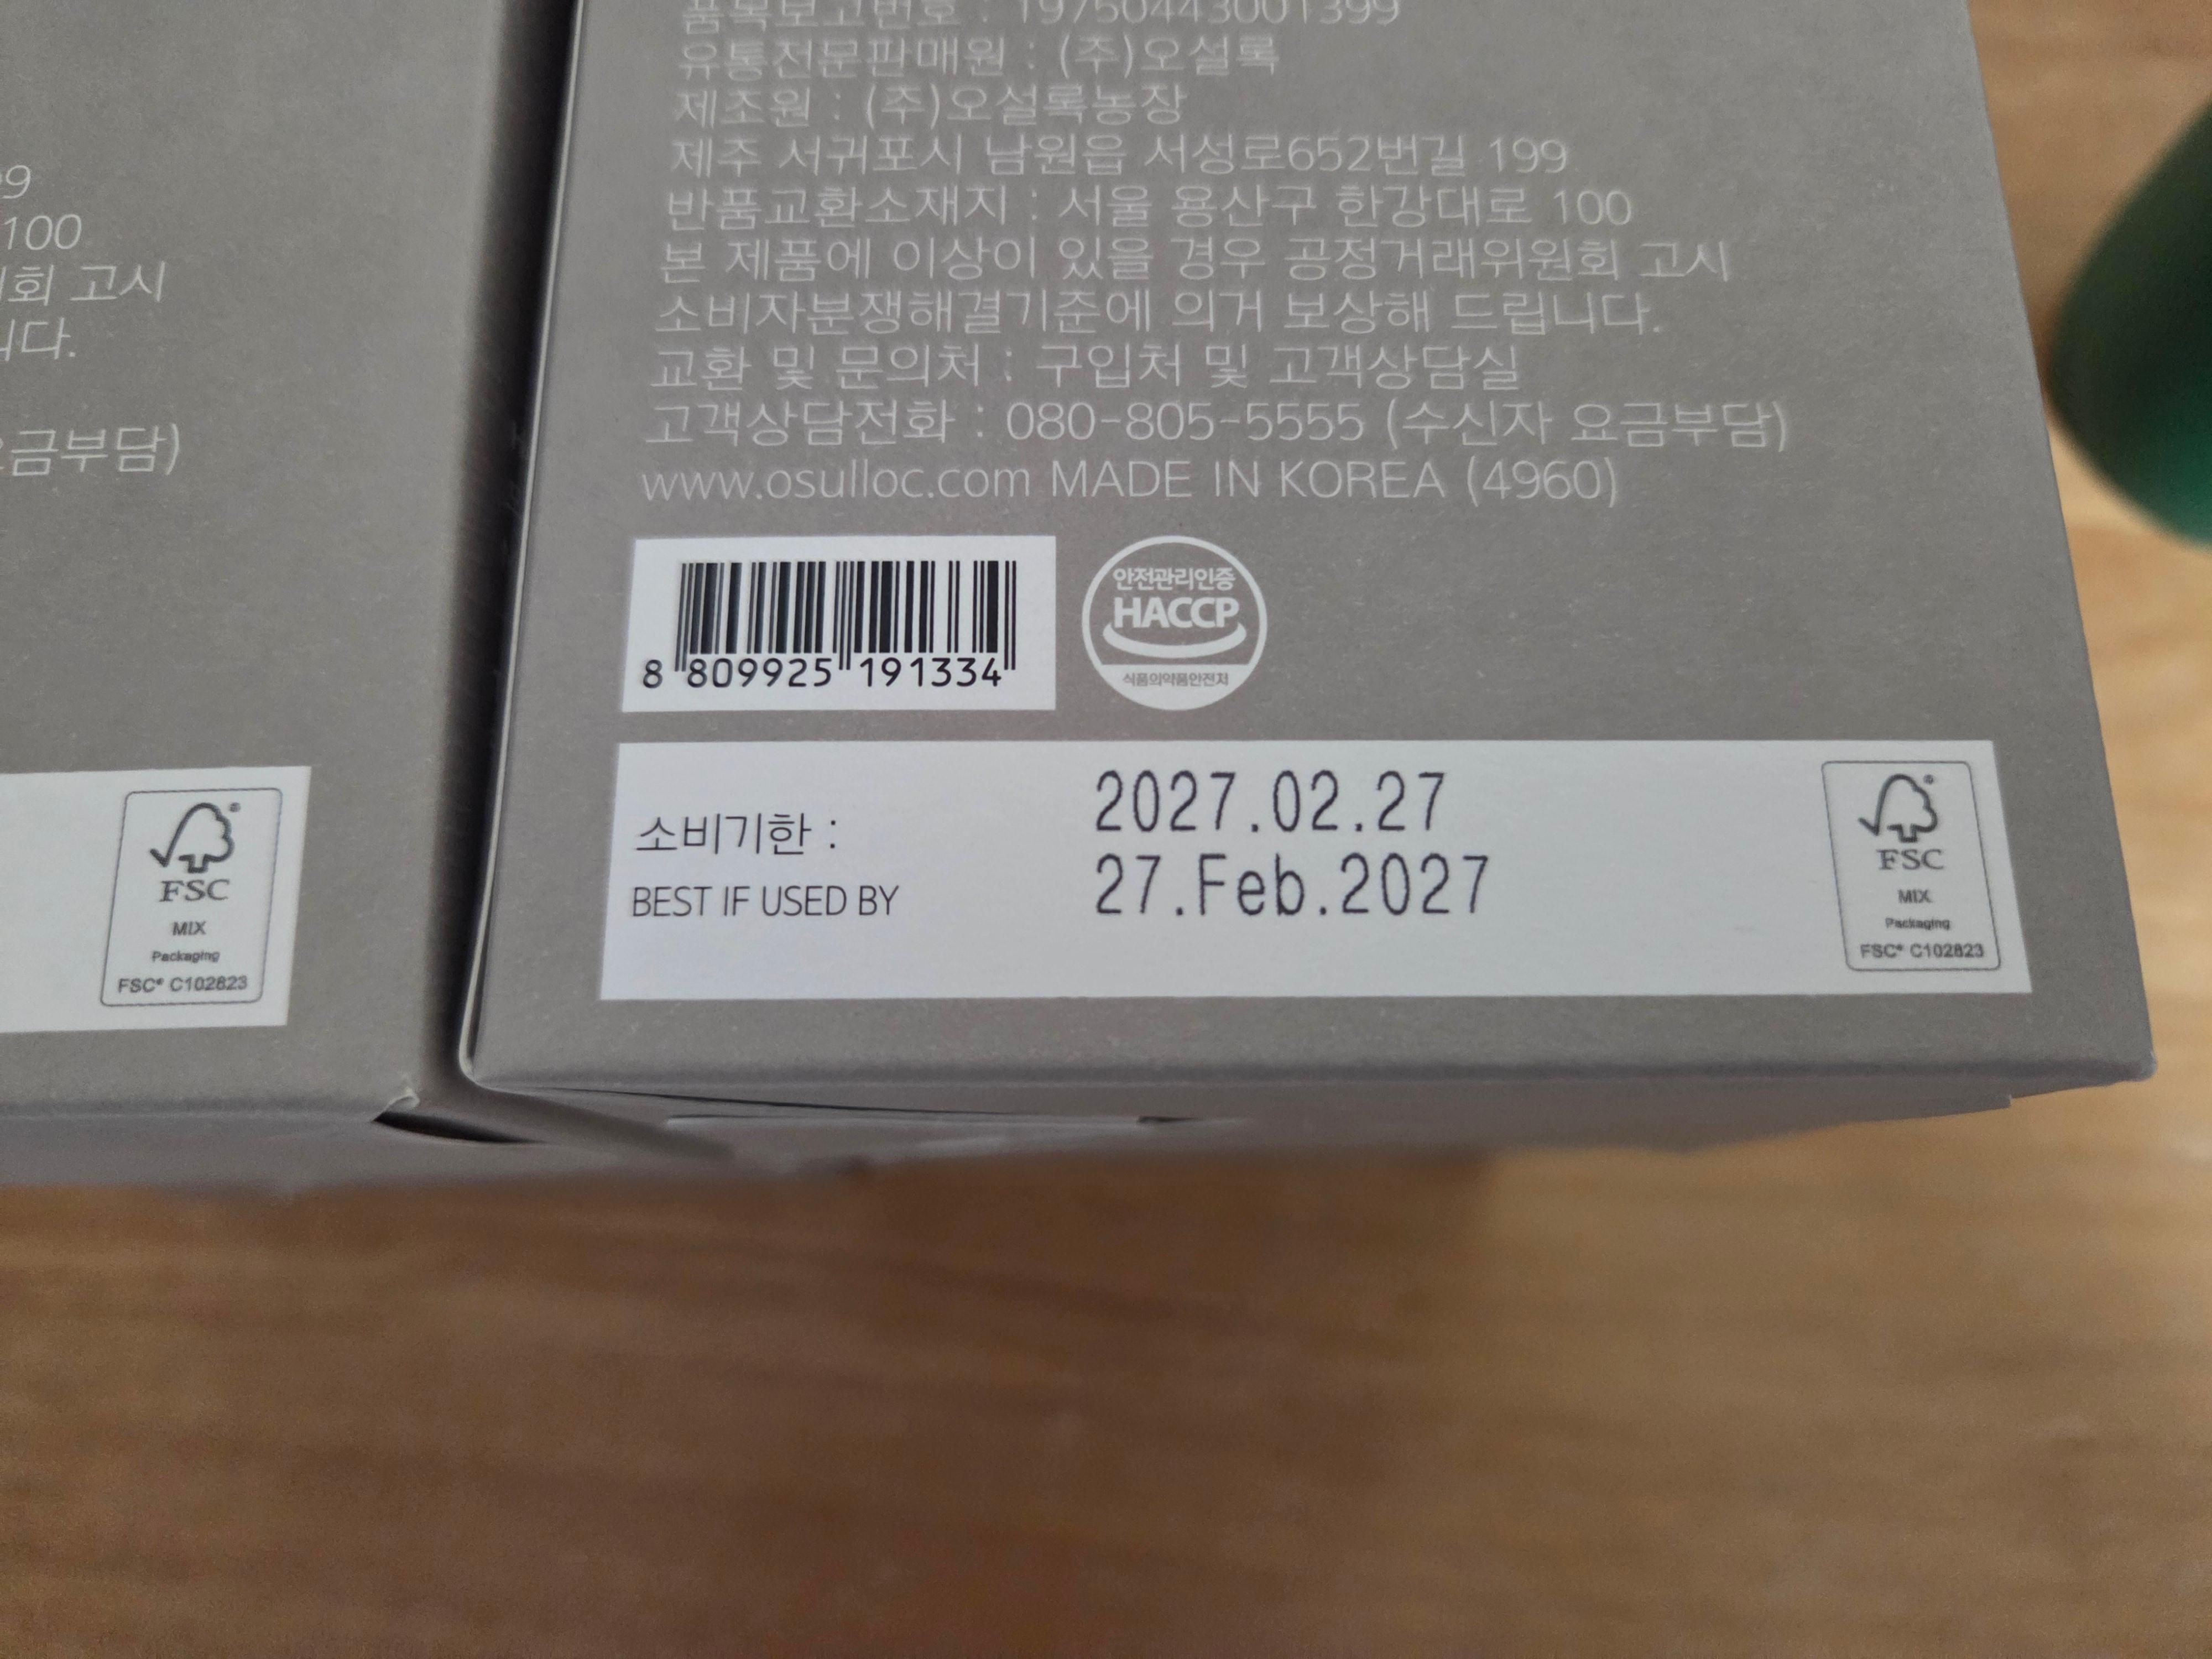 품목보고번호 : 19750443001399
유통전문판매원 : (주)오설록
제조원 : (주)오설록농장
제주 서귀포시 남원읍 서성로652번길 199
반품교환소재지 : 서울 용산구 한강대로 100
본 제품에 이상이 있을 경우 공정거래위원회 고시
소비자분쟁해결기준에 의거 보상해 드립니다.
교환 및 문의처 : 구입처 및 고객상담실
고객상담전화 : 080-805-5555 (수신자 요금부담)
www.osulloc.com MADE IN KOREA (4960)
8 809925 191334
안전관리인증
HACCP
식품의약품안전처
소비기한 :
BEST IF USED BY
2027.02.27
27.Feb.2027
FSC
MIX
Packaging
FSC® C102823
100
고시
FSC
MIX
Packaging
FSC® C102823